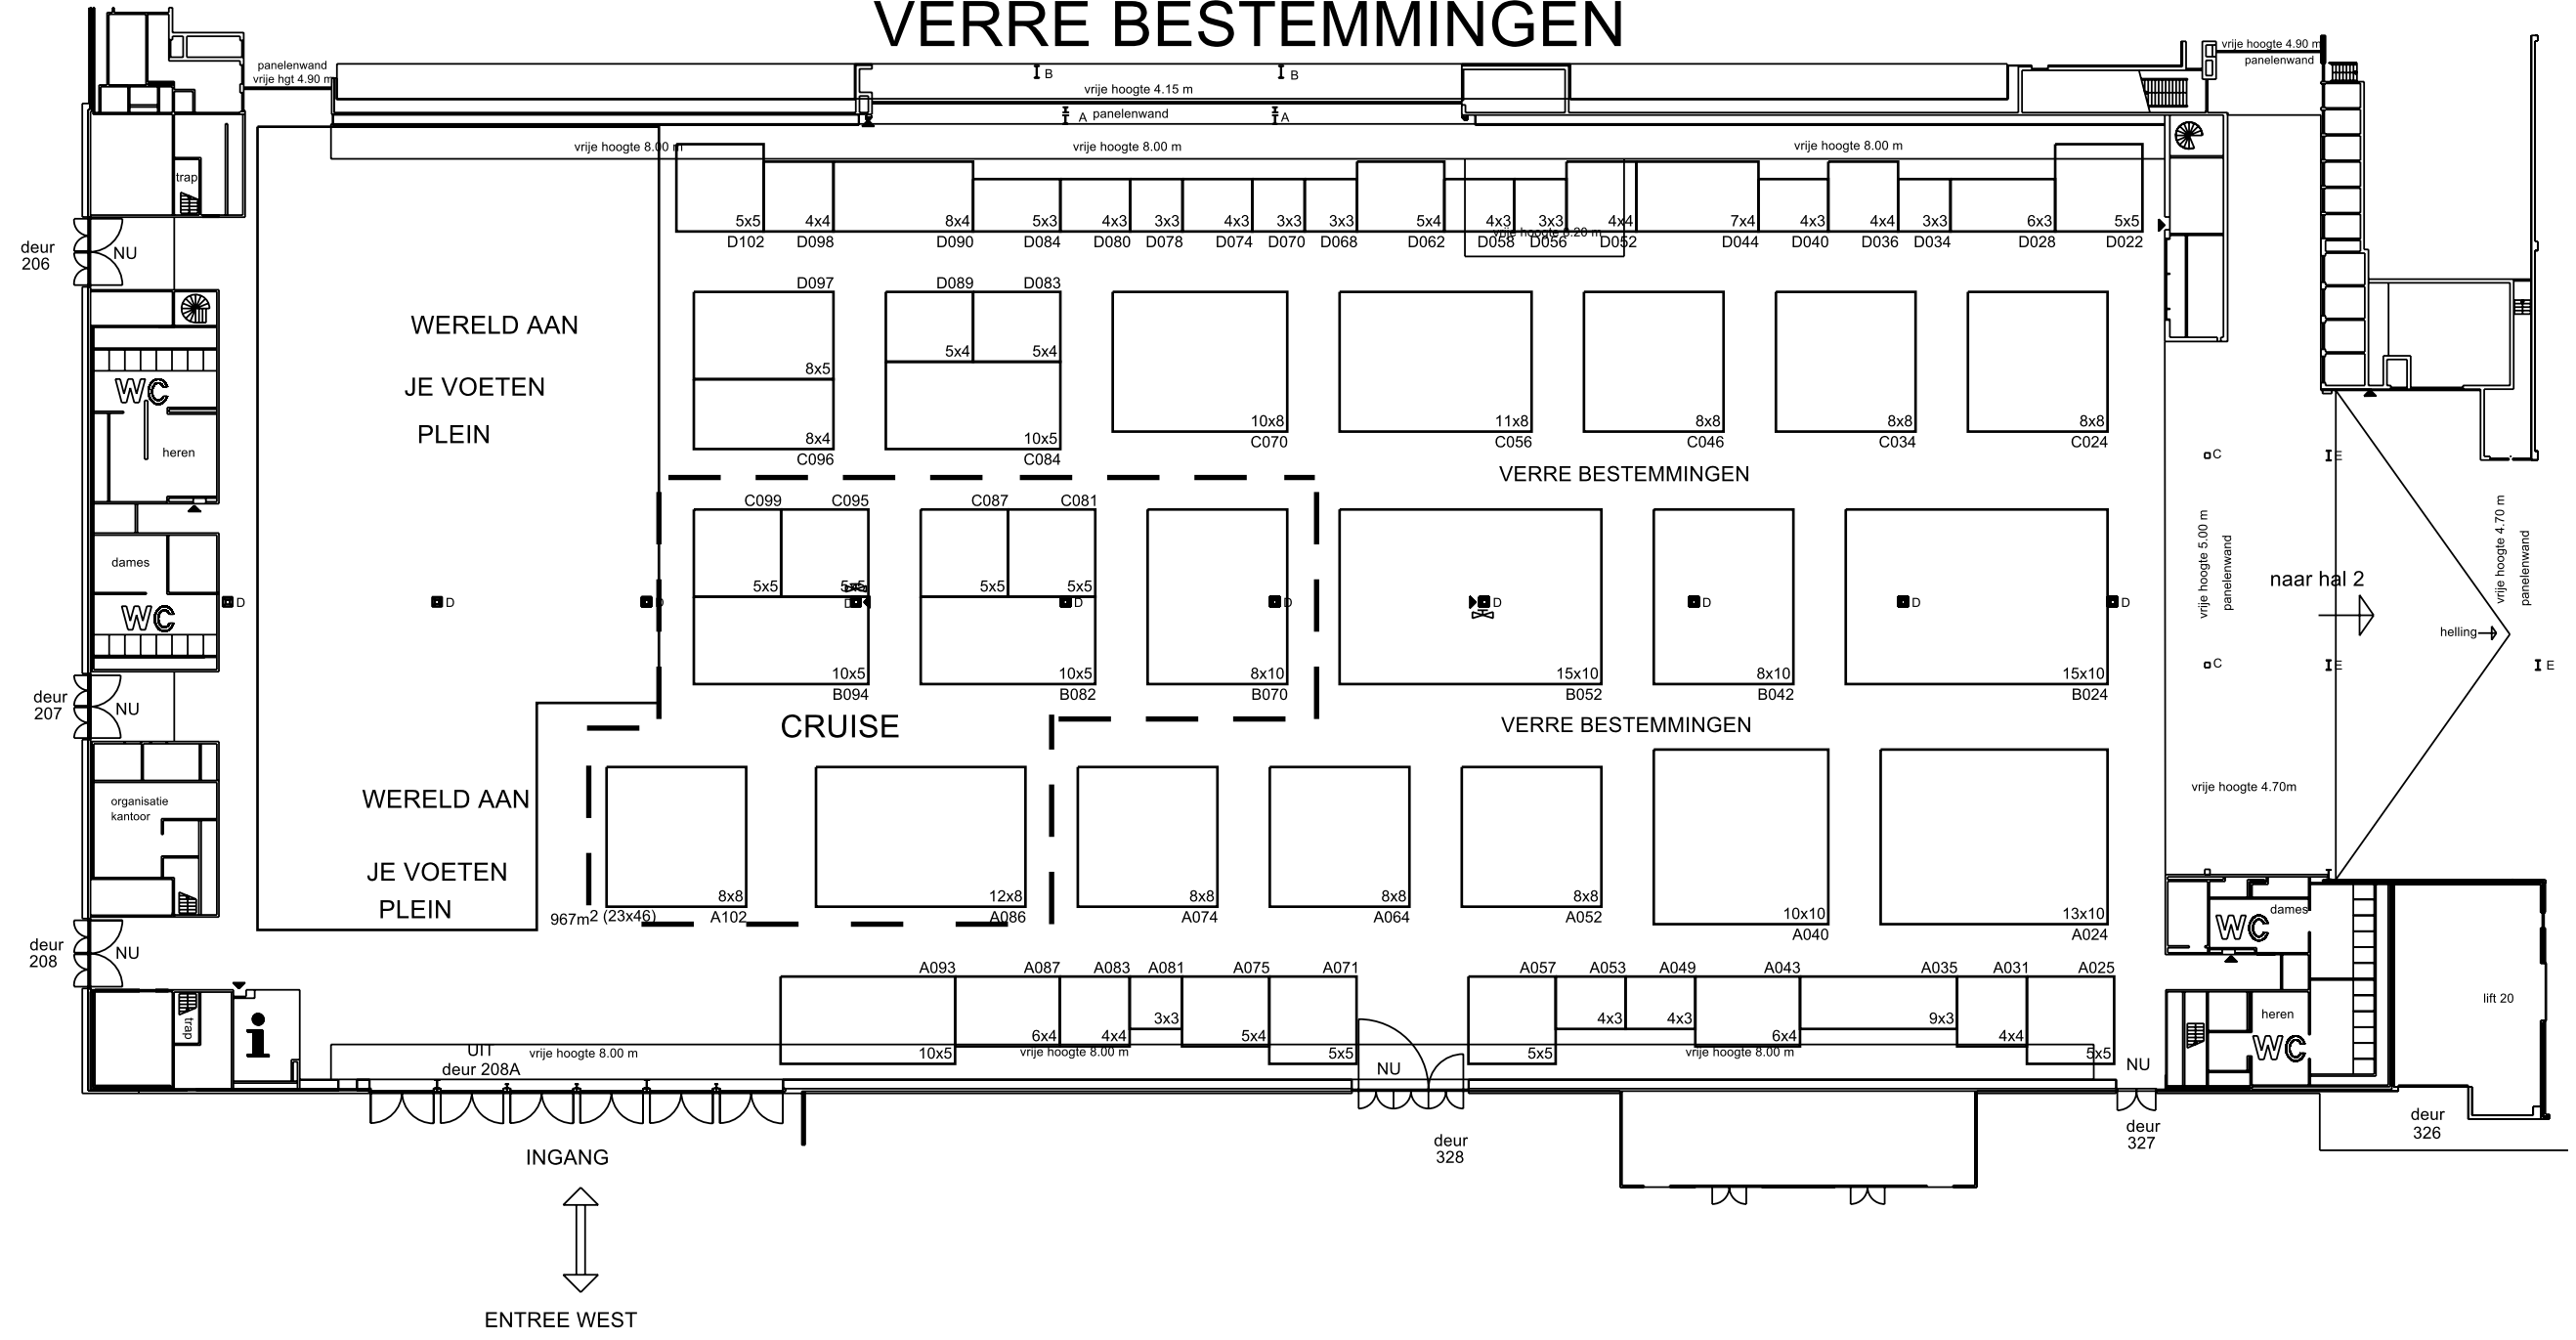 VERRE BESTEMMINGEN
panelenwand
vrije hgt 4.90 m
B
B
vrije hoogte 4.15 m
A
panelenwand
A
vrije hoogte 4.90 m
panelenwand
vrije hoogte 8.00 m
vrije hoogte 8.00 m
vrije hoogte 8.00 m
trap
5x5
4x4
8x4
5x3
4x3
3x3
4x3
3x3
3x3
5x4
4x3
3x3
4x4
7x4
4x3
4x4
3x3
6x3
5x5
vrije hoogte 8.20 m
D102
D098
D090
D084
D080
D078
D074
D070
D068
D062
D058
D056
D052
D044
D040
D036
D034
D028
D022
deur
206
NU
D097
D089
D083
WERELD AAN
JE VOETEN
PLEIN
8x5
5x4
5x4
8x4
10x5
10x8
11x8
8x8
8x8
8x8
C096
C084
C070
C056
C046
C034
C024
WC
heren
VERRE BESTEMMINGEN
C
E
C099
C095
C087
C081
5x5
5x5
5x5
5x5
dames
WC
D
D
D
D
D
D
D
D
D
D
vrije hoogte 5.00 m
panelenwand
naar hal 2
vrije hoogte 4.70 m
panelenwand
helling
C
E
E
10x5
10x5
8x10
15x10
8x10
15x10
B094
B082
B070
B052
B042
B024
deur
207
NU
CRUISE
VERRE BESTEMMINGEN
vrije hoogte 4.70m
organisatie
kantoor
WERELD AAN
JE VOETEN
PLEIN
967m2 (23x46)
8x8
12x8
8x8
8x8
8x8
10x10
13x10
A102
A086
A074
A064
A052
A040
A024
deur
208
NU
dames
WC
A093
A087
A083
A081
A075
A071
A057
A053
A049
A043
A035
A031
A025
10x5
6x4
4x4
3x3
5x4
5x5
5x5
4x3
4x3
6x4
9x3
4x4
5x5
trap
i
UIT
deur 208A
vrije hoogte 8.00 m
vrije hoogte 8.00 m
vrije hoogte 8.00 m
NU
NU
heren
WC
lift 20
deur
328
deur
327
deur
326
INGANG
ENTREE WEST